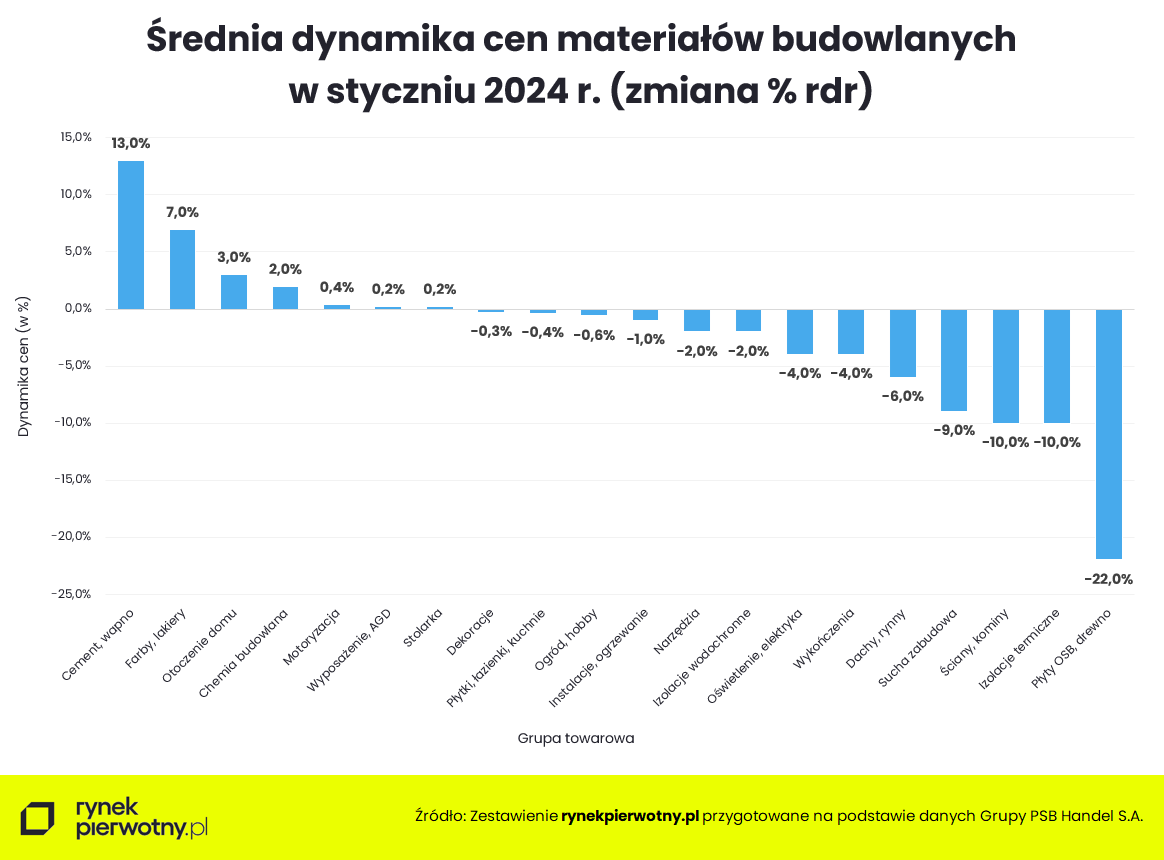 Średnia dynamika cen materiałów budowlanych
w styczniu 2024 r. (zmiana % rdr)
Dynamika cen (w %)
15,0%
10,0%
5,0%
0,0%
-5,0%
-10,0%
-15,0%
-20,0%
-25,0%
13,0%
7,0%
3,0%
2,0%
0,4%
0,2%
0,2%
-0,3%
-0,4%
-0,6%
-1,0%
-2,0%
-2,0%
-4,0%
-4,0%
-6,0%
-9,0%
-10,0%
-10,0%
-22,0%
Cement, wapno
Farby, lakiery
Otoczenie domu
Chemia budowlana
Motoryzacja
Wyposażenie, AGD
Stolarka
Dekoracje
Płytki, łazienki, kuchnie
Ogród, hobby
Instalacje, ogrzewanie
Narzędzia
Izolacje wodochronne
Oświetlenie, elektryka
Wykończenia
Dachy, rynny
Sucha zabudowa
Ściany, kominy
Izolacje termiczne
Płyty OSB, drewno
Grupa towarowa
rynek
pierwotny.pl
Źródło: Zestawienie rynekpierwotny.pl przygotowane na podstawie danych Grupy PSB Handel S.A.